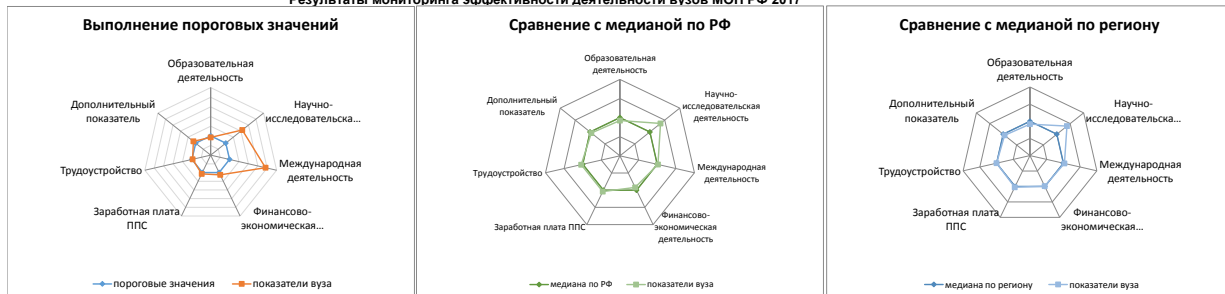 Результаты мониторинга эффективности деятельности вузов МОН РФ 2017
Выполнение пороговых значений
Образовательная
деятельность
Научно-
исследовательска…
Международная
деятельность
Финансово-
экономическая…
Заработная плата
ППС
Трудоустройство
Дополнительный
показатель
пороговые значения
показатели вуза
Сравнение с медианой по РФ
Образовательная
деятельность
Научно-
исследовательская
деятельность
Международная
деятельность
Финансово-
экономическая
деятельность
Заработная плата ППС
Трудоустройство
Дополнительный показатель
медиана по РФ
показатели вуза
Сравнение с медианой по региону
Образовательная
деятельность
Научно-
исследовательска…
Международная
деятельность
Финансово-
экономическая…
Заработная плата
ППС
Трудоустройство
Дополнительный
показатель
медиана по региону
показатели вуза